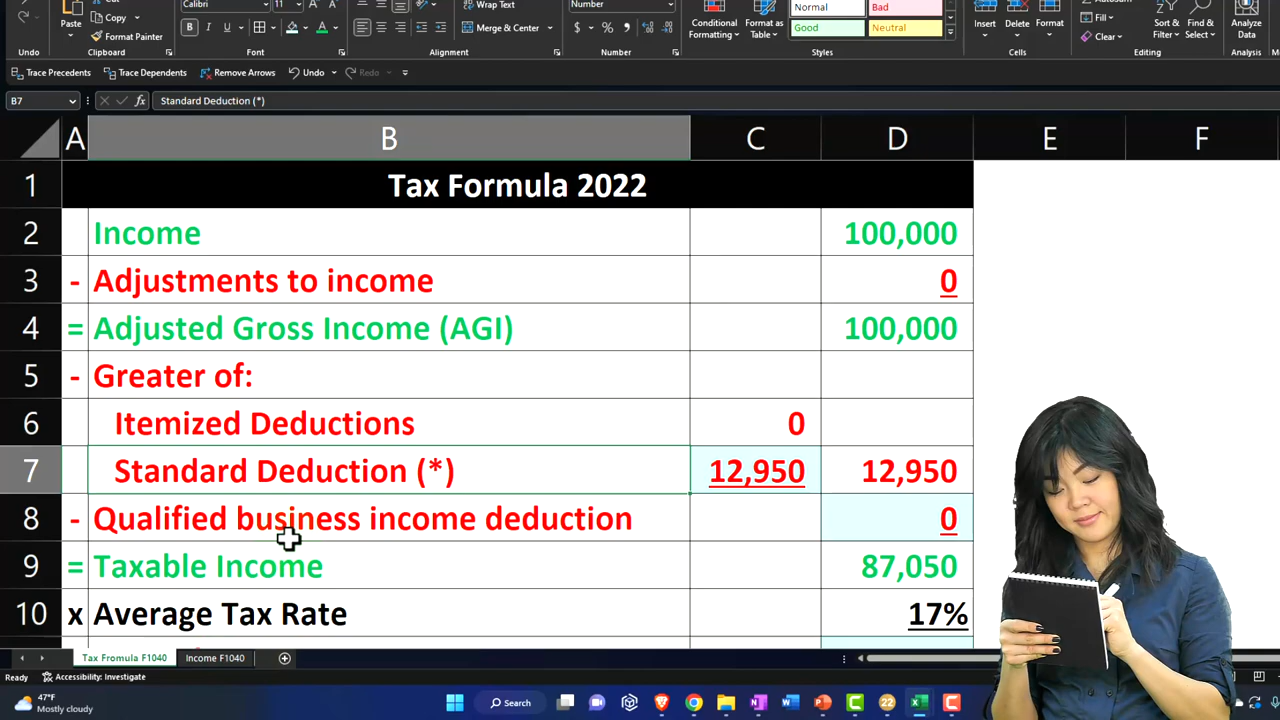 Paste
Format Painter
Calibri
11
B
I
Wrap Text
Merge & Center
Number
$
%
Conditional
Formatting
Format as
Table
Normal
Bad
Good
Neutral
Insert
Delete
Format
Fill
Clear
Sort &
Filter
Find &
Select
Analyze
Data
Undo
Clipboard
Font
Alignment
Number
Styles
Cells
Editing
Analysis
Trace Precedents
Trace Dependents
Remove Arrows
Undo
Redo
B7
fx
Standard Deduction (*)
A B C D E F
1 Tax Formula 2022
2 Income 100,000
3 - Adjustments to income 0
4 = Adjusted Gross Income (AGI) 100,000
5 - Greater of:
6 Itemized Deductions 0
7 Standard Deduction (*) 12,950 12,950
8 - Qualified business income deduction 0
9 = Taxable Income 87,050
10 x Average Tax Rate 17%
Tax Fromula F1040
Income F1040
Ready
Accessibility: Investigate
47°F
Mostly cloudy
Search
22